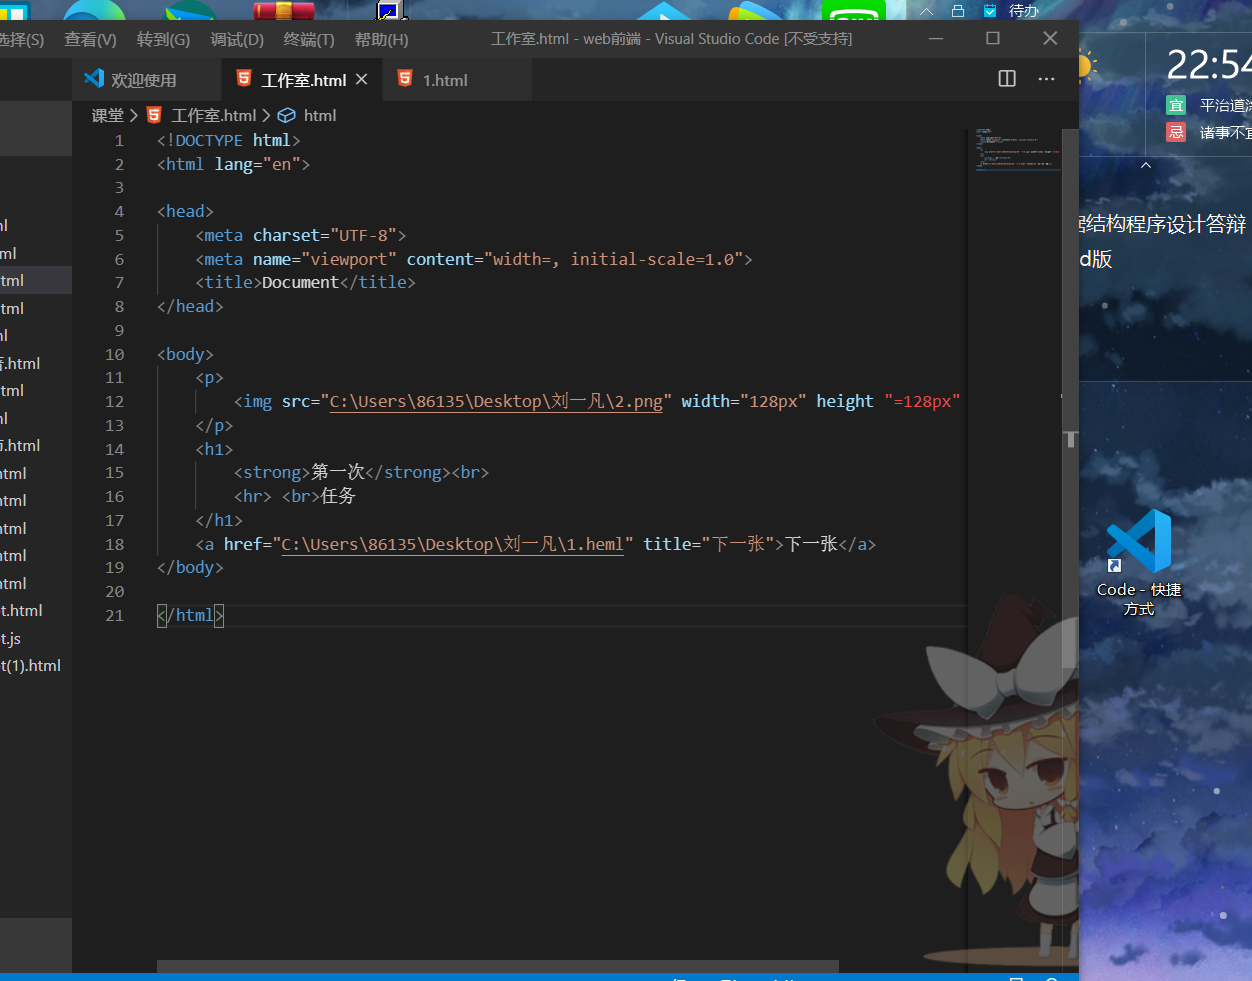 待办
选择(S) 查看(V) 转到(G) 调试(D) 终端(T) 帮助(H) 工作室.html - web前端 - Visual Studio Code [不受支持]
欢迎使用 工作室.html 1.html
课堂 工作室.html html
1 <!DOCTYPE html>
2 <html lang="en">
3
4 <head>
5 <meta charset="UTF-8">
6 <meta name="viewport" content="width=, initial-scale=1.0">
7 <title>Document</title>
8 </head>
9
10 <body>
11 <p>
12 <img src="C:\Users\86135\Desktop\刘一凡\2.png" width="128px" height "=128px"
13 </p>
14 <h1>
15 <strong>第一次</strong><br>
16 <hr> <br>任务
17 </h1>
18 <a href="C:\Users\86135\Desktop\刘一凡\1.heml" title="下一张">下一张</a>
19 </body>
20
21 </html>
ml
tml
tml
.html
tml
.html
html
html
html
html
html
t.html
t.js
t(1).html
22:54
宜 平治道
忌 诸事不宜
结构程序设计答辩
d版
Code - 快捷
方式